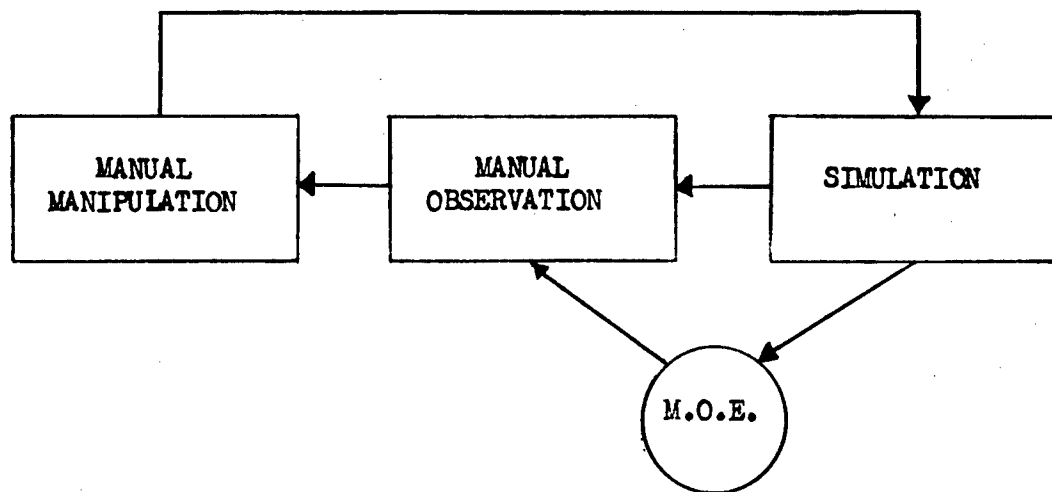 MANUAL
MANIPULATION
MANUAL
OBSERVATION
SIMULATION
M.O.E.